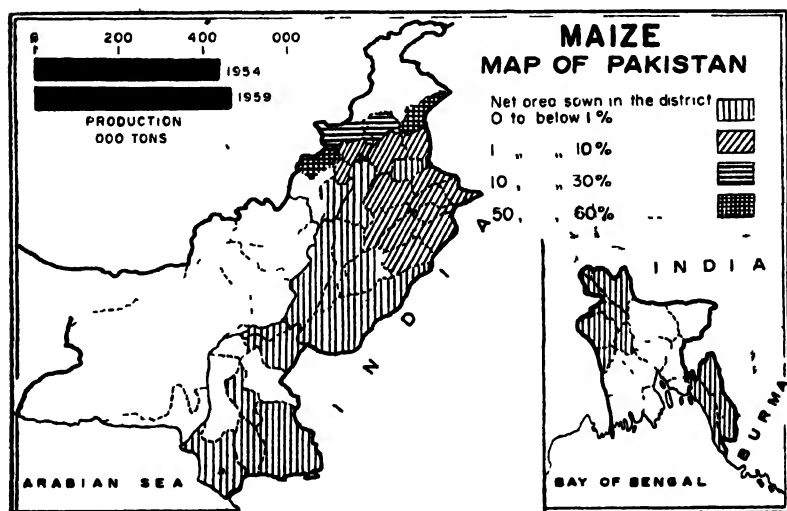 0 200 400 000
1954
1959
PRODUCTION
000 TONS
MAIZE
MAP OF PAKISTAN
Net area sown in the district
0 to below 1%
1 „ „ 10%
10 „ „ 30%
50 „ „ 60%
INDIA
INDIA
BURMA
ARABIAN SEA
BAY OF BENGAL